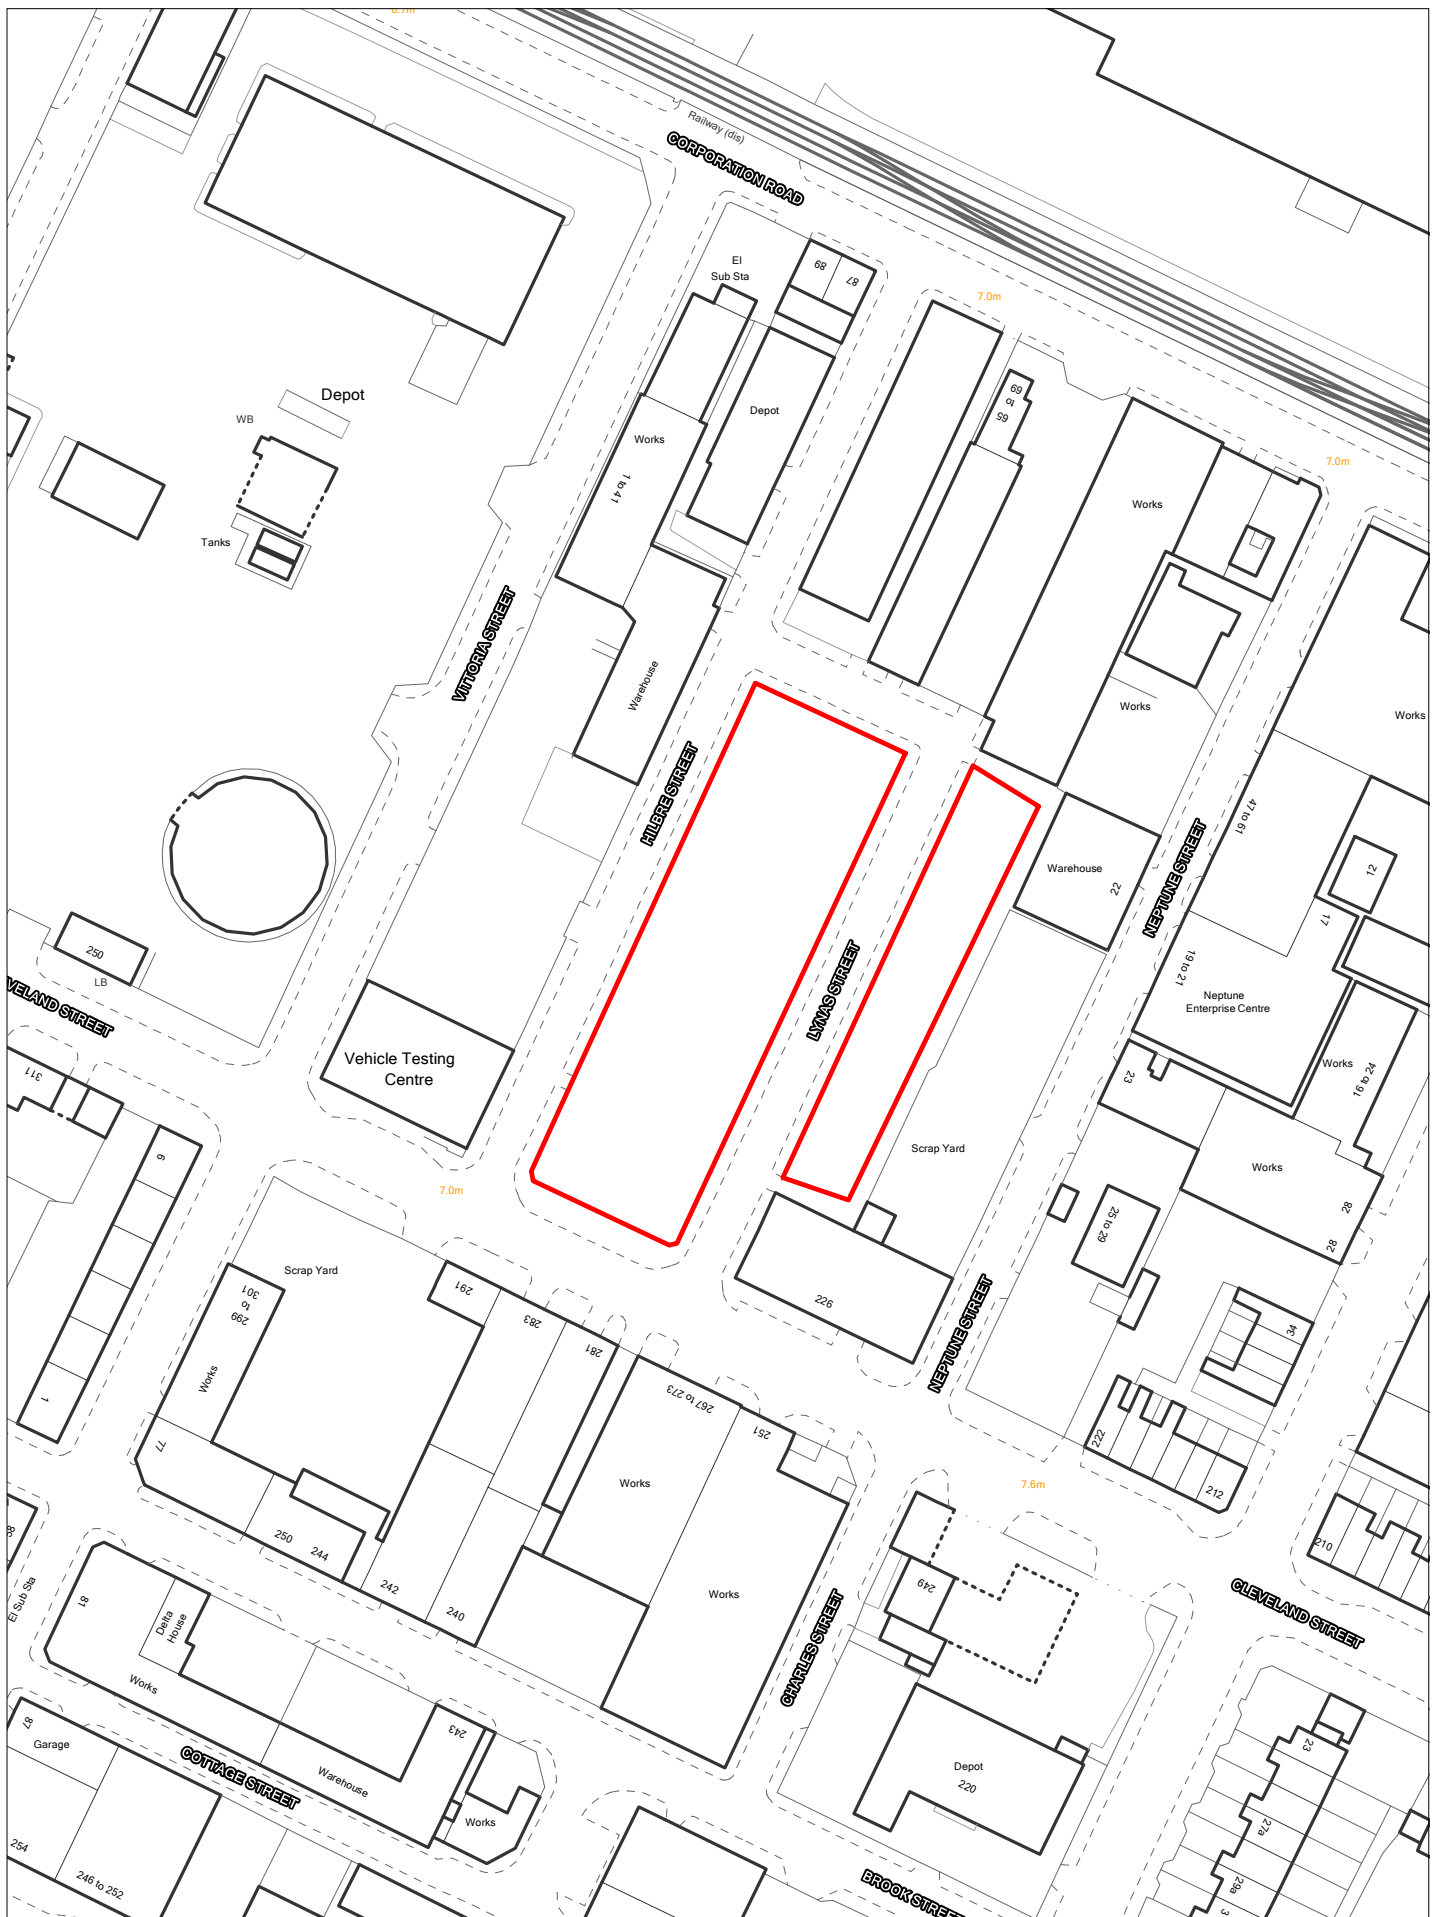 6.7m
Railway (dis)
CORPORATION ROAD
El
Sub Sta
89
87
7.0m
Depot
WB
Depot
Works
1 to 41
69
to
65
7.0m
Works
Tanks
VITTORIA STREET
Warehouse
Works
Works
HILBRE STREET
47 to 61
NEPTUNE STREET
Warehouse
22
12
17
250
LB
LYNAS STREET
19 to 21
Neptune
Enterprise Centre
VELAND STREET
Vehicle Testing
Centre
311
23
Works
16 to 24
Scrap Yard
Works
6
7.0m
25 to 29
28
28
Scrap Yard
301
to
299
291
283
281
226
NEPTUNE STREET
34
Works
1
267 to 273
251
77
222
212
Works
7.6m
250
244
242
240
Works
249
210
El Sub Sta
81
Delta
House
CLEVELAND STREET
CHARLES STREET
Works
87
Garage
243
COTTAGE STREET
Warehouse
Works
Depot
220
23
27a
254
246 to 252
BROOK STREET
29a